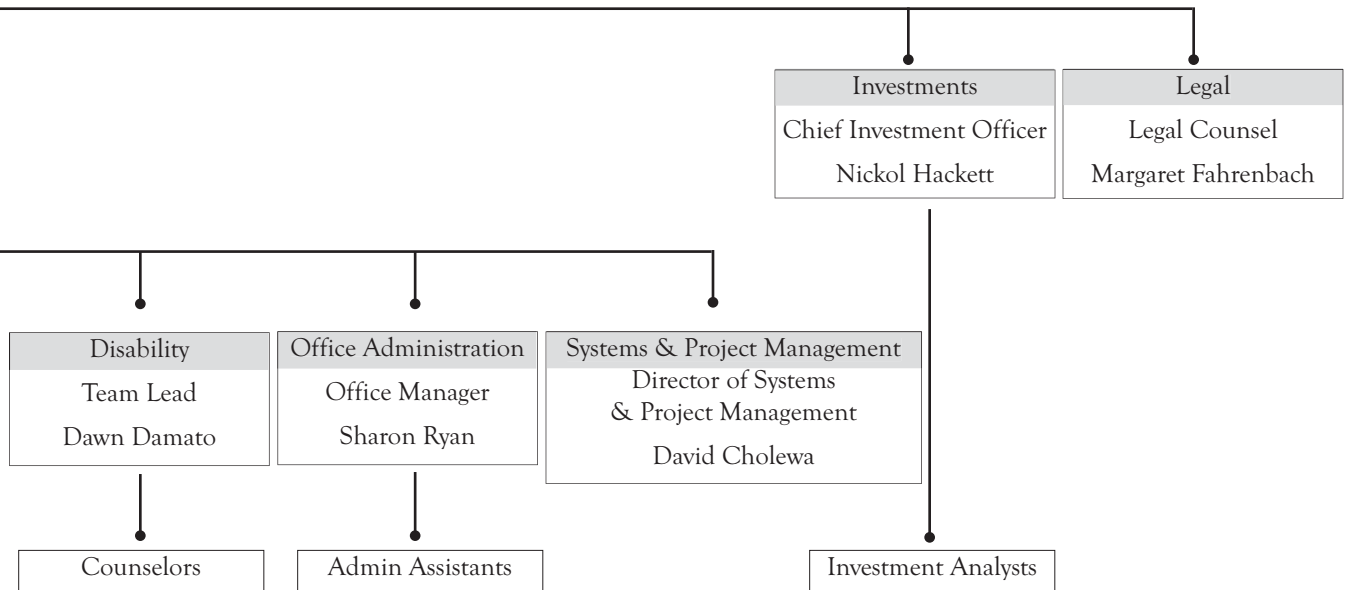 Investments
Chief Investment Officer
Nickol Hackett
Legal
Legal Counsel
Margaret Fahrenbach
Disability
Team Lead
Dawn Damato
Office Administration
Office Manager
Sharon Ryan
Systems & Project Management
Director of Systems
& Project Management
David Cholewa
Counselors
Admin Assistants
Investment Analysts